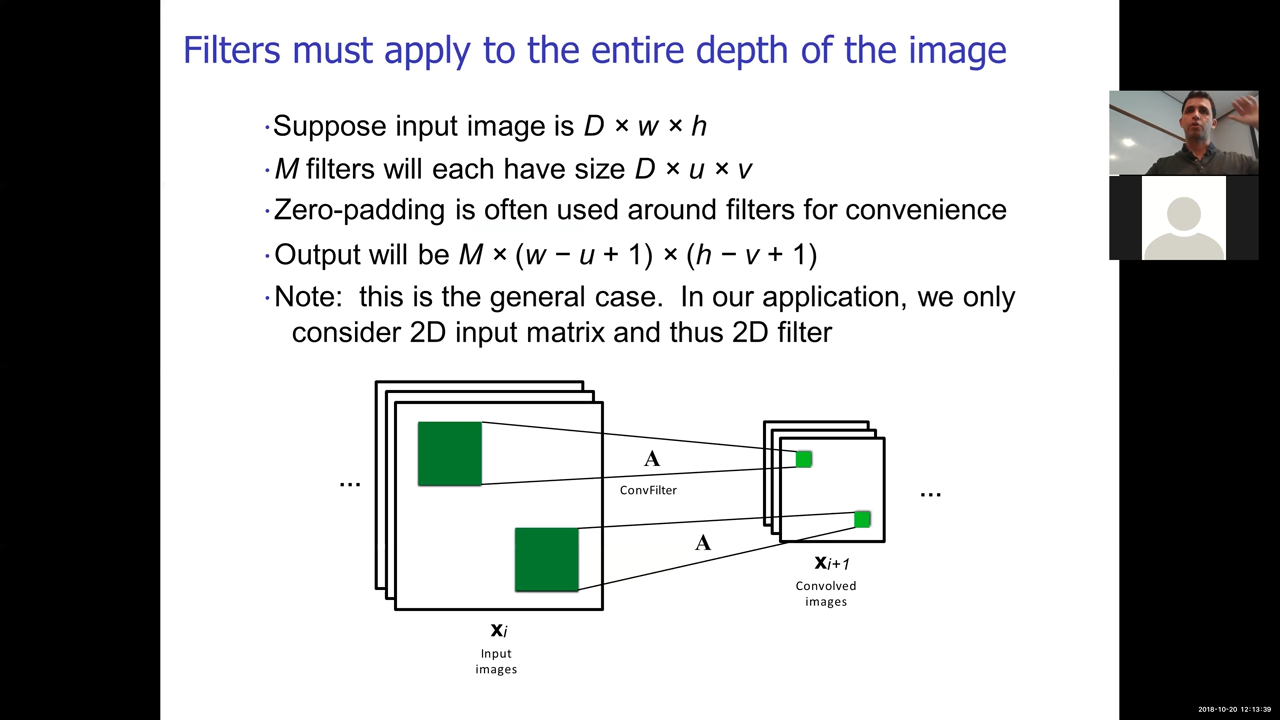 Filters must apply to the entire depth of the image
·Suppose input image is D × w × h
·M filters will each have size D × u × v
·Zero-padding is often used around filters for convenience
·Output will be M × (w − u + 1) × (h − v + 1)
·Note: this is the general case. In our application, we only
consider 2D input matrix and thus 2D filter
A
...
ConvFilter
...
A
xi+1
Convolved
images
xi
Input
images
2018-10-20 12:13:39